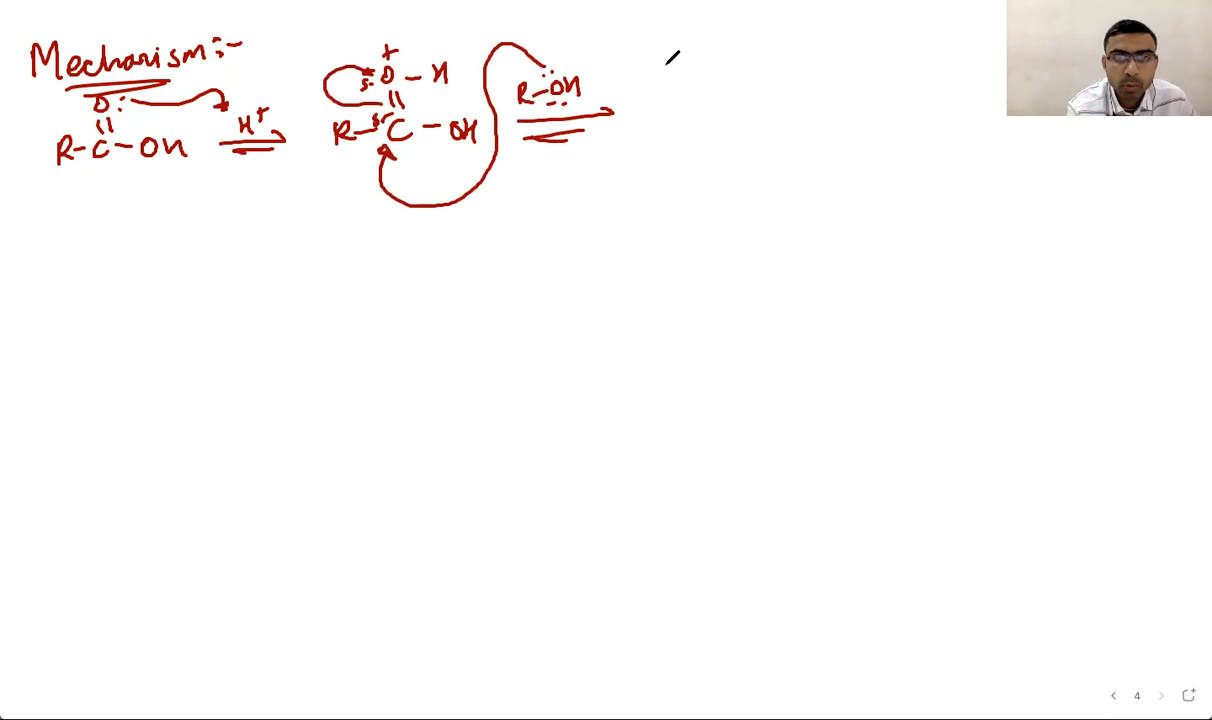 Mechanism:-
+
O: H⁺ O - H R-OH
|| δ- ||
R-C-OH R-C-OH
δ+
4